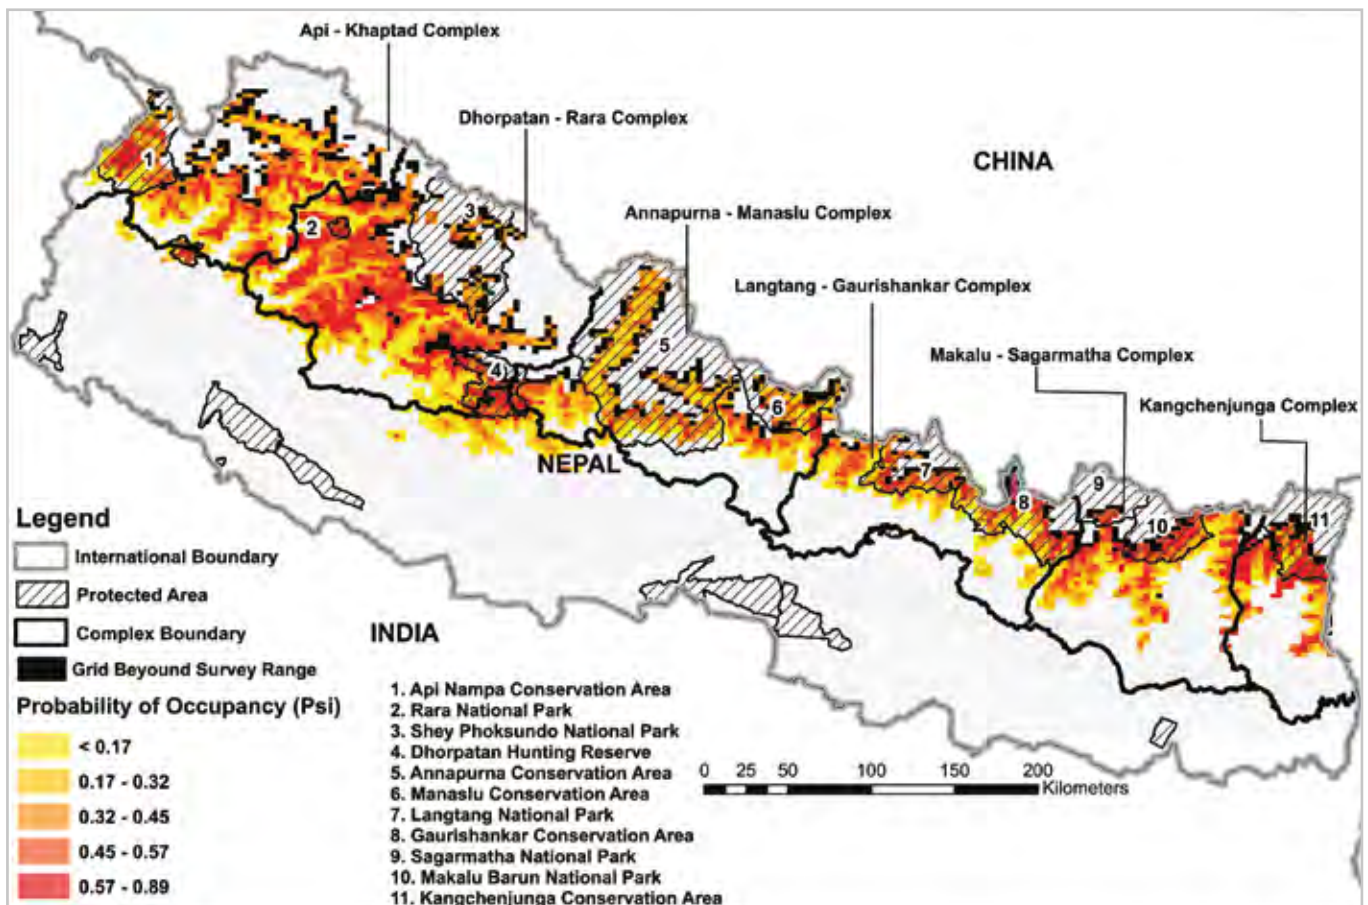 Api - Khaptad Complex
Dhorpatan - Rara Complex
CHINA
Annapurna - Manaslu Complex
Langtang - Gaurishankar Complex
Makalu - Sagarmatha Complex
Kangchenjunga Complex
1
2
3
4
5
6
7
8
9
10
11
NEPAL
INDIA
Legend
International Boundary
Protected Area
Complex Boundary
Grid Beyound Survey Range
Probability of Occupancy (Psi)
< 0.17
0.17 - 0.32
0.32 - 0.45
0.45 - 0.57
0.57 - 0.89
1. Api Nampa Conservation Area
2. Rara National Park
3. Shey Phoksundo National Park
4. Dhorpatan Hunting Reserve
5. Annapurna Conservation Area
6. Manaslu Conservation Area
7. Langtang National Park
8. Gaurishankar Conservation Area
9. Sagarmatha National Park
10. Makalu Barun National Park
11. Kangchenjunga Conservation Area
0 25 50 100 150 200
Kilometers